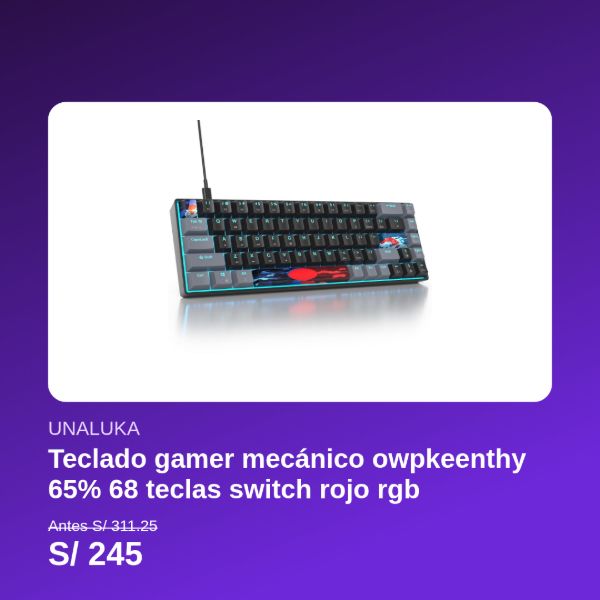 UNALUKA
Teclado gamer mecánico owpkeenthy
65% 68 teclas switch rojo rgb
Antes S/ 311.25
S/ 245